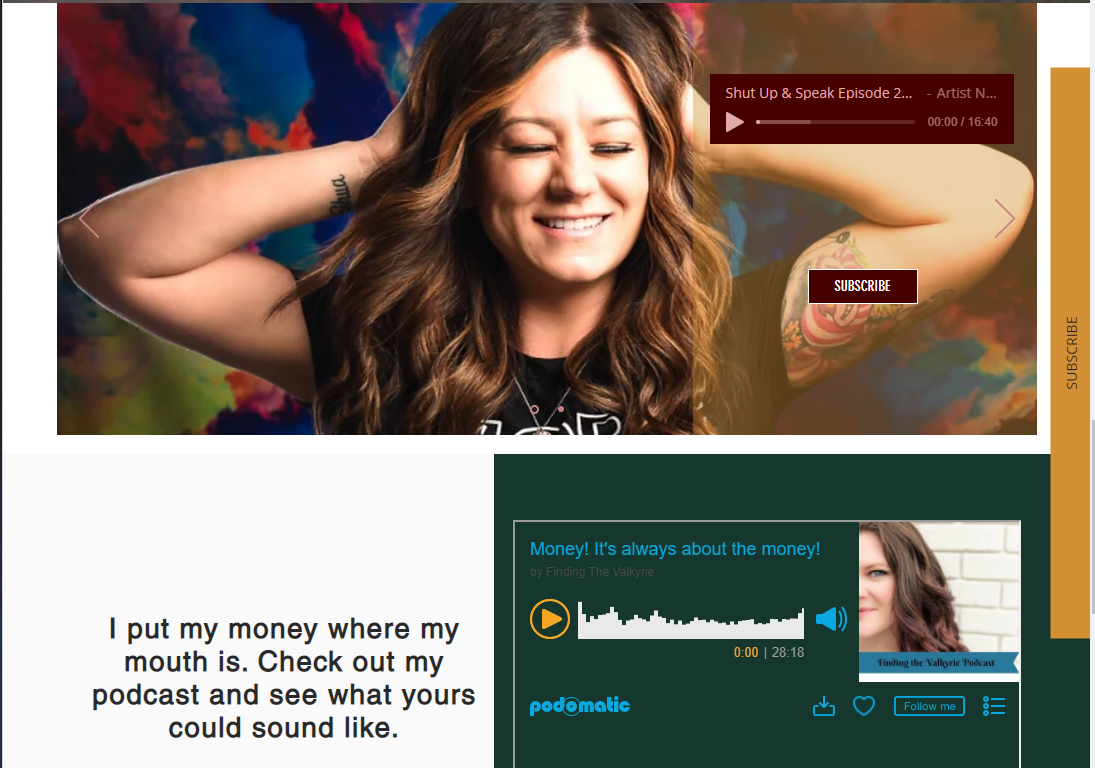 Shut Up & Speak Episode 2... - Artist N...
00:00 / 16:40
SUBSCRIBE
SUBSCRIBE
Money! It's always about the money!
by Finding The Valkyrie
0:00 | 28:18
Finding the Valkyrie Podcast
podomatic
Follow me
I put my money where my
mouth is. Check out my
podcast and see what yours
could sound like.